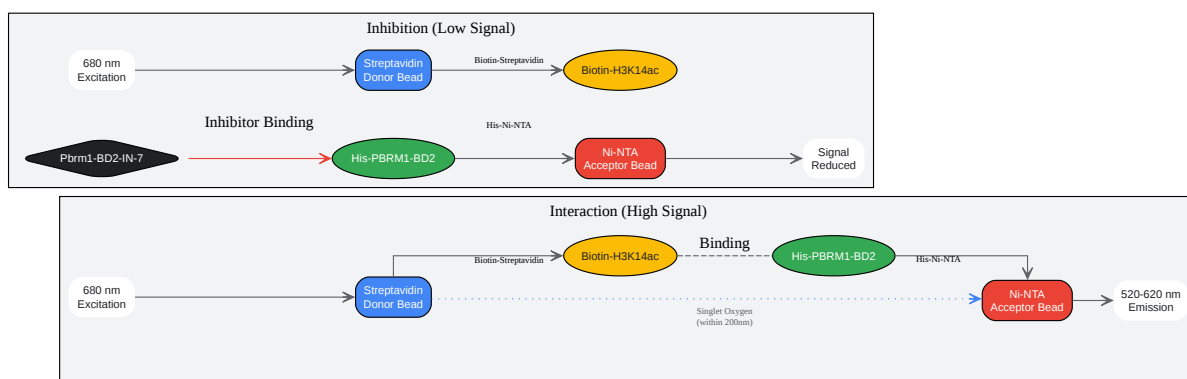 Inhibition (Low Signal)
680 nm
Excitation
Streptavidin
Donor Bead
Biotin-Streptavidin
Biotin-H3K14ac
Inhibitor Binding
His-Ni-NTA
Pbrm1-BD2-IN-7
His-PBRM1-BD2
Ni-NTA
Acceptor Bead
Signal
Reduced
Interaction (High Signal)
Binding
Biotin-Streptavidin
Biotin-H3K14ac
His-PBRM1-BD2
His-Ni-NTA
680 nm
Excitation
Streptavidin
Donor Bead
Singlet Oxygen
(within 200nm)
Ni-NTA
Acceptor Bead
520-620 nm
Emission